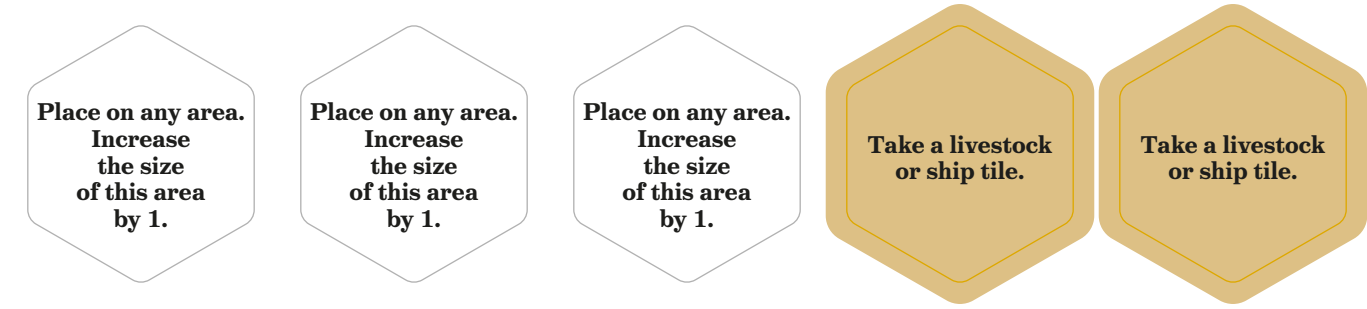 Place on any area.
Increase
the size
of this area
by 1.
Place on any area.
Increase
the size
of this area
by 1.
Place on any area.
Increase
the size
of this area
by 1.
Take a livestock
or ship tile.
Take a livestock
or ship tile.